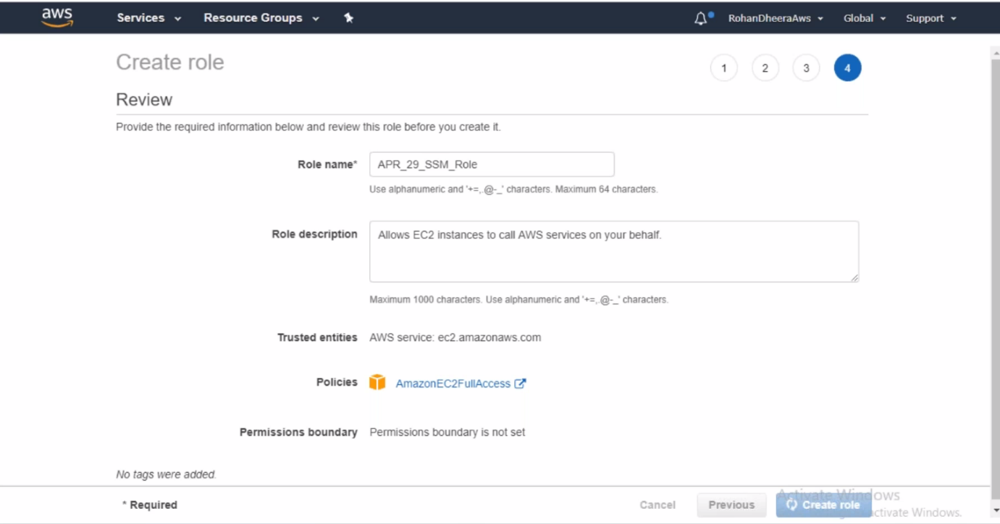 aws Services Resource Groups RohanDheeraAws Global Support
Create role 1 2 3 4
Review
Provide the required information below and review this role before you create it.
Role name* APR_29_SSM_Role
Use alphanumeric and '+=,.@-_' characters. Maximum 64 characters.
Role description Allows EC2 instances to call AWS services on your behalf.
Maximum 1000 characters. Use alphanumeric and '+=,.@-_' characters.
Trusted entities AWS service: ec2.amazonaws.com
Policies AmazonEC2FullAccess
Permissions boundary Permissions boundary is not set
No tags were added.
Activate Windows
* Required Cancel Previous Create role
activate Windows.